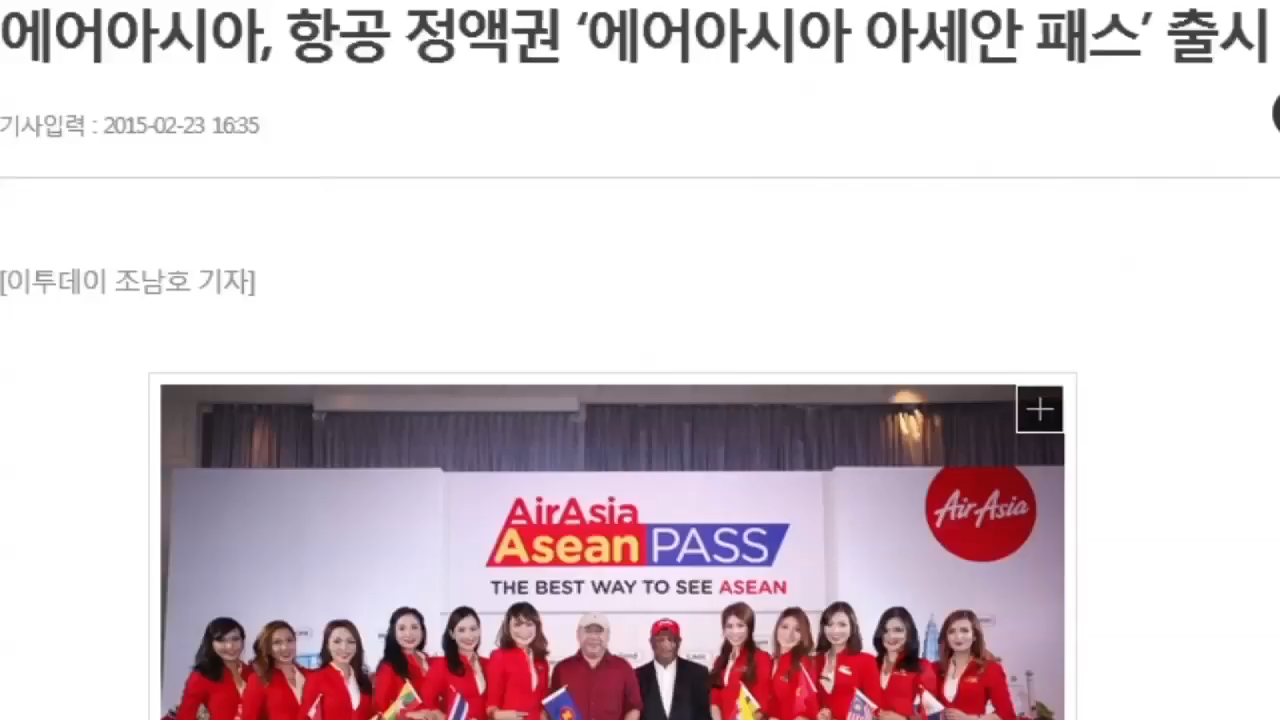 에어아시아, 항공 정액권 ‘에어아시아 아세안 패스’ 출시
기사입력 : 2015-02-23 16:35
[이투데이 조남호 기자]
AirAsia
Asean PASS
THE BEST WAY TO SEE ASEAN
AirAsia